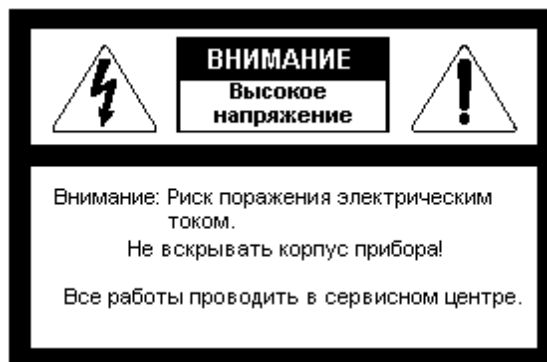 ВНИМАНИЕ
Высокое
напряжение
Внимание: Риск поражения электрическим
током.
Не вскрывать корпус прибора!
Все работы проводить в сервисном центре.